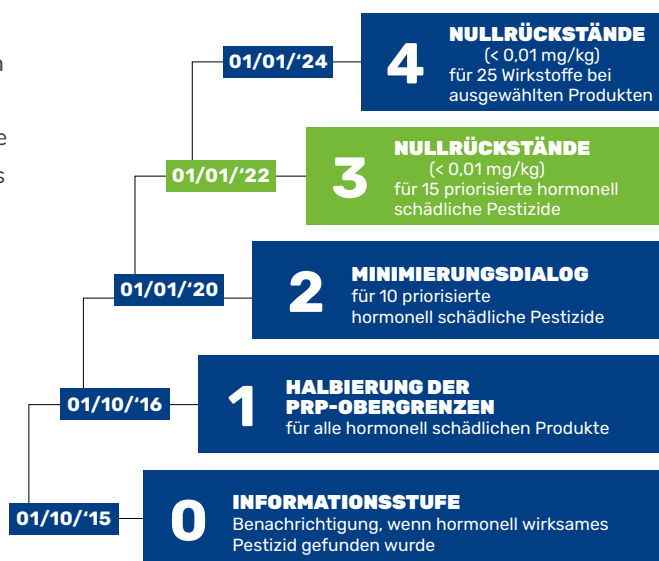 n
e
s
01/01/‘24
4
NULLRÜCKSTÄNDE
(< 0,01 mg/kg)
für 25 Wirkstoffe bei
ausgewählten Produkten
01/01/‘22
3
NULLRÜCKSTÄNDE
(< 0,01 mg/kg)
für 15 priorisierte hormonell
schädliche Pestizide
01/01/‘20
2
MINIMIERUNGSDIALOG
für 10 priorisierte
hormonell schädliche Pestizide
01/10/‘16
1
HALBIERUNG DER
PRP-OBERGRENZEN
für alle hormonell schädlichen Produkte
01/10/‘15
0
INFORMATIONSSTUFE
Benachrichtigung, wenn hormonell wirksames
Pestizid gefunden wurde